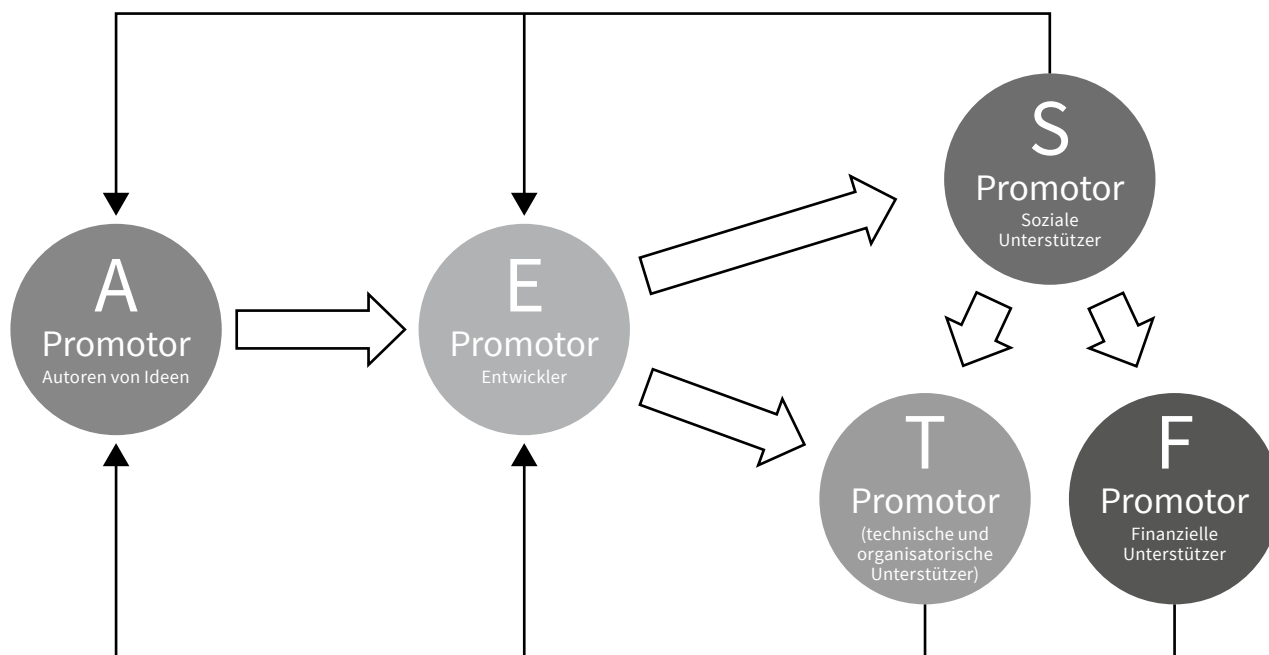 A
Promotor
Autoren von Ideen
E
Promotor
Entwickler
S
Promotor
Soziale
Unterstützer
T
Promotor
(technische und
organisatorische
Unterstützer)
F
Promotor
Finanzielle
Unterstützer